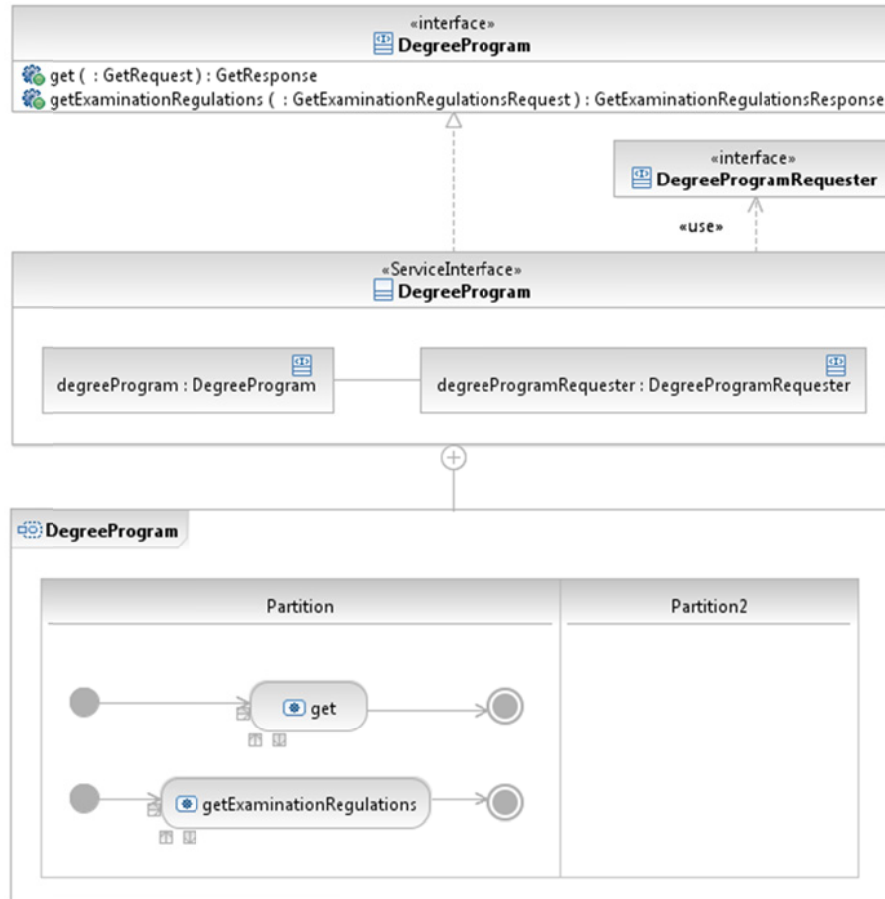 «interface»
DegreeProgram
get ( : GetRequest) : GetResponse
getExaminationRegulations ( : GetExaminationRegulationsRequest) : GetExaminationRegulationsResponse
«interface»
DegreeProgramRequester
«use»
«ServiceInterface»
DegreeProgram
degreeProgram : DegreeProgram
degreeProgramRequester : DegreeProgramRequester
DegreeProgram
Partition
Partition2
get
getExaminationRegulations